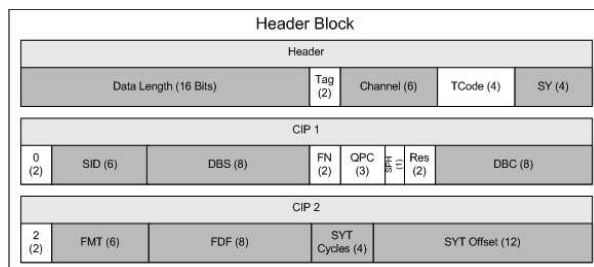 Header Block
Header
Data Length (16 Bits)
Tag
(2)
Channel (6)
TCode (4)
SY (4)
CIP 1
0
(2)
SID (6)
DBS (8)
FN
(2)
QPC
(3)
SPH
(1)
Res
(2)
DBC (8)
CIP 2
2
(2)
FMT (6)
FDF (8)
SYT
Cycles (4)
SYT Offset (12)